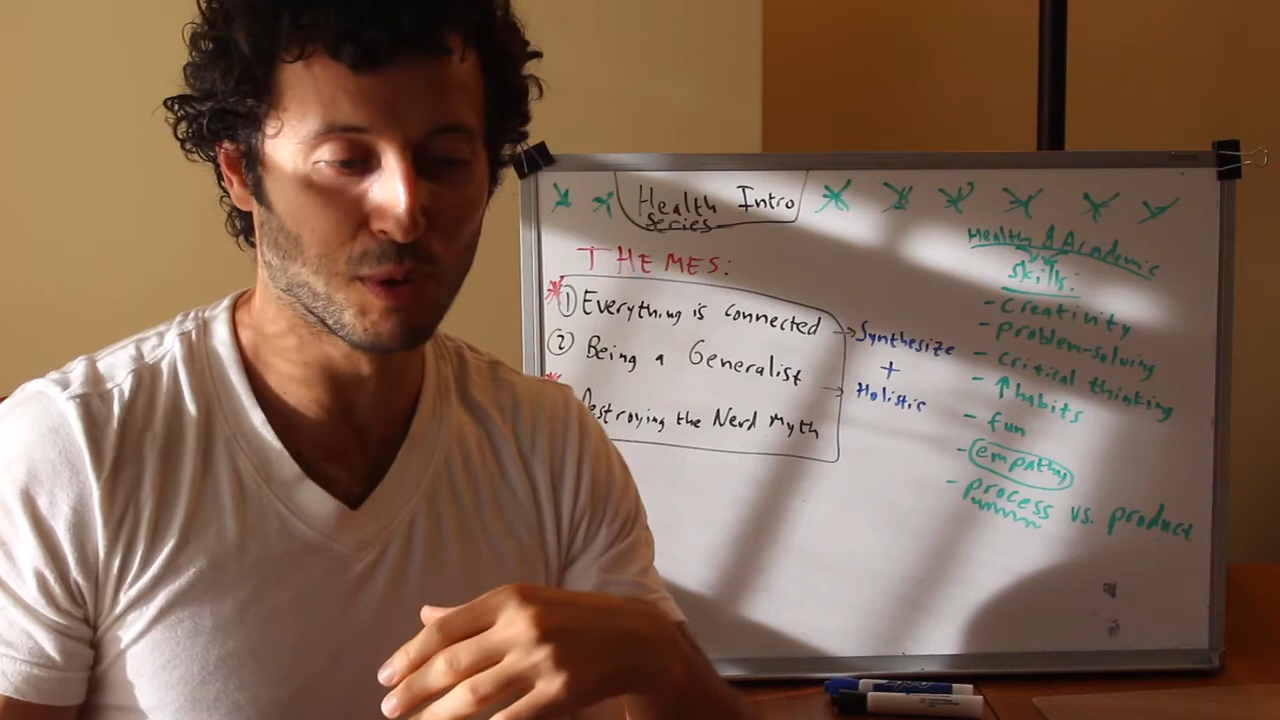 Health Intro
series
THEMES:
① Everything is connected
② Being a Generalist
Destroying the Nerd Myth
Synthesize
+
Holistic
Health & Academic
skills:
- creativity
- problem-solving
- critical thinking
- ↑ habits
- fun
- empathy
- process vs. product